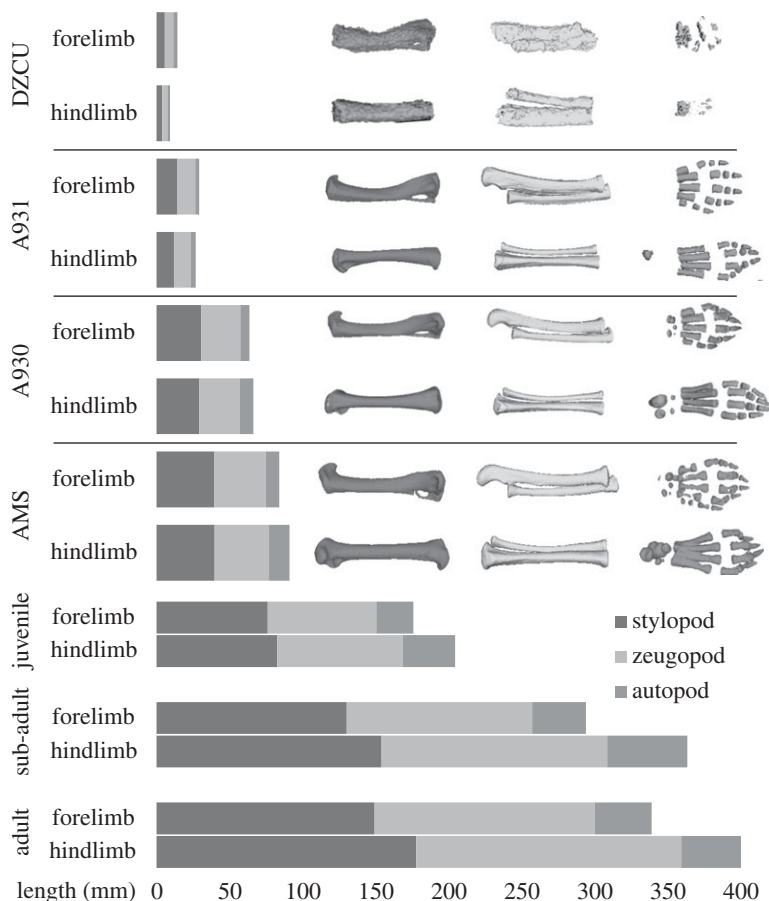 DZCU
forelimb
hindlimb
A931
forelimb
hindlimb
A930
forelimb
hindlimb
AMS
forelimb
hindlimb
juvenile
forelimb
hindlimb
stylopod
zeugopod
autopod
sub-adult
forelimb
hindlimb
adult
forelimb
hindlimb
length (mm) 0 50 100 150 200 250 300 350 400